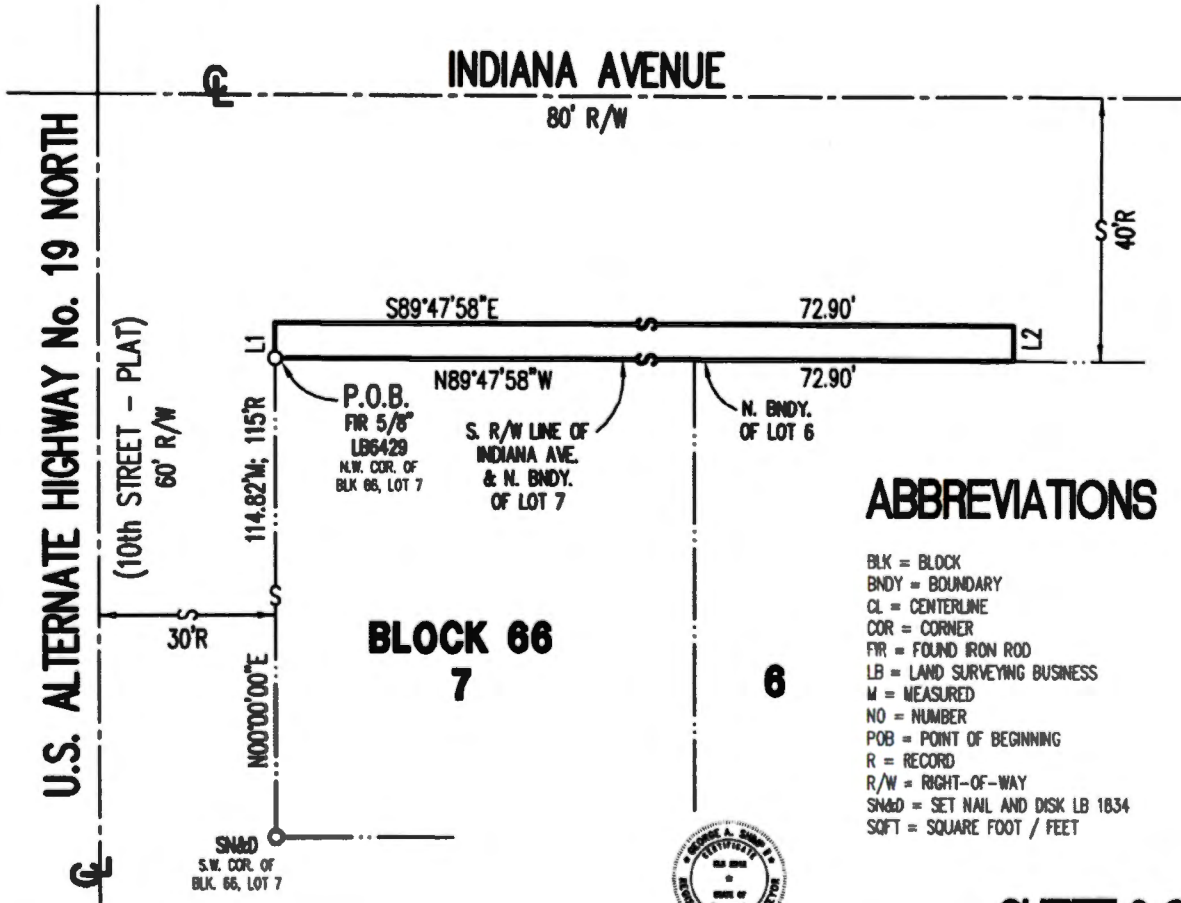 INDIANA AVENUE
80' R/W
U.S. ALTERNATE HIGHWAY No. 19 NORTH
(10th STREET - PLAT)
60' R/W
40'R
S89°47'58"E
72.90'
L1
L2
N89°47'58"W
72.90'
P.O.B.
FIR 5/8"
LB6429
N.W. COR. OF
BLK 66, LOT 7
S. R/W LINE OF
INDIANA AVE.
& N. BNDY.
OF LOT 7
N. BNDY.
OF LOT 6
114.82'M; 115'R
30'R
N00°00'00"E
BLOCK 66
7
6
SN&D
S.W. COR. OF
BLK. 66, LOT 7
ABBREVIATIONS
BLK = BLOCK
BNDY = BOUNDARY
CL = CENTERLINE
COR = CORNER
FIR = FOUND IRON ROD
LB = LAND SURVEYING BUSINESS
M = MEASURED
NO = NUMBER
POB = POINT OF BEGINNING
R = RECORD
R/W = RIGHT-OF-WAY
SN&D = SET NAIL AND DISK LB 1834
SQFT = SQUARE FOOT / FEET
GEORGE A.
CERTIFICATE
STATE OF